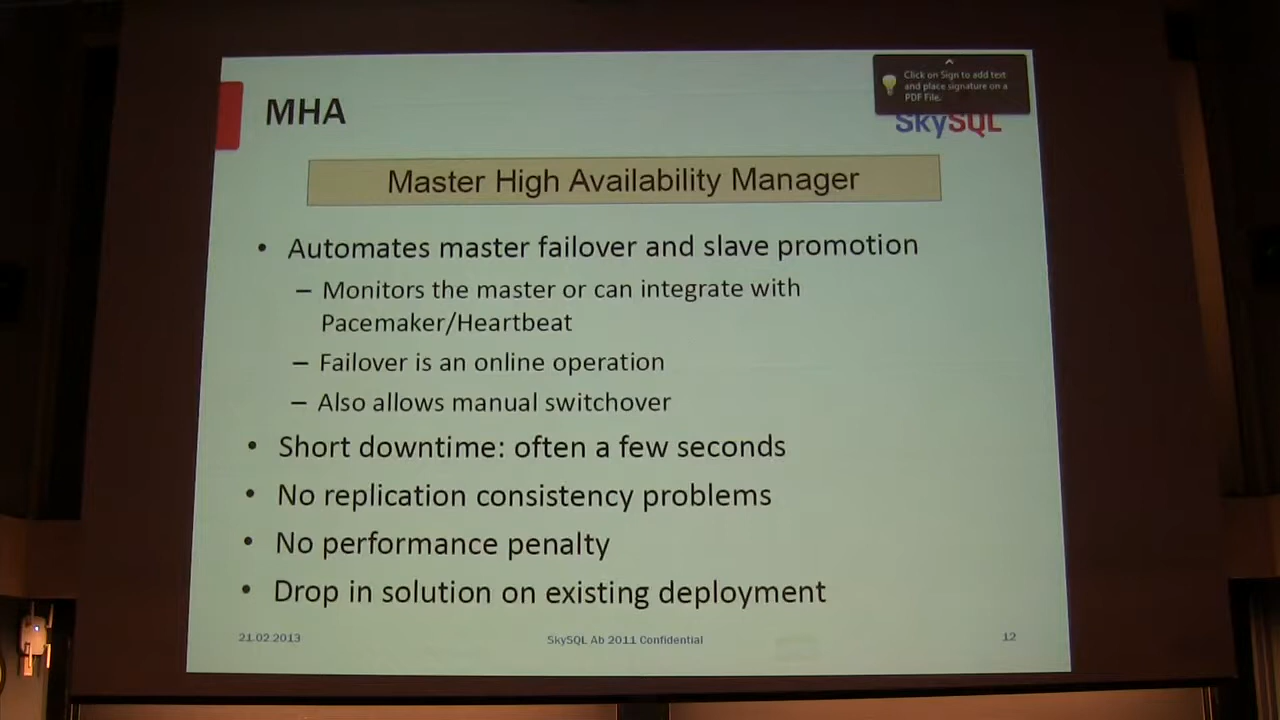 MHA
Click on Sign to add text
and place signature on a
PDF File.
SkySQL
Master High Availability Manager
• Automates master failover and slave promotion
– Monitors the master or can integrate with
Pacemaker/Heartbeat
– Failover is an online operation
– Also allows manual switchover
• Short downtime: often a few seconds
• No replication consistency problems
• No performance penalty
• Drop in solution on existing deployment
21.02.2013
SkySQL Ab 2011 Confidential
12